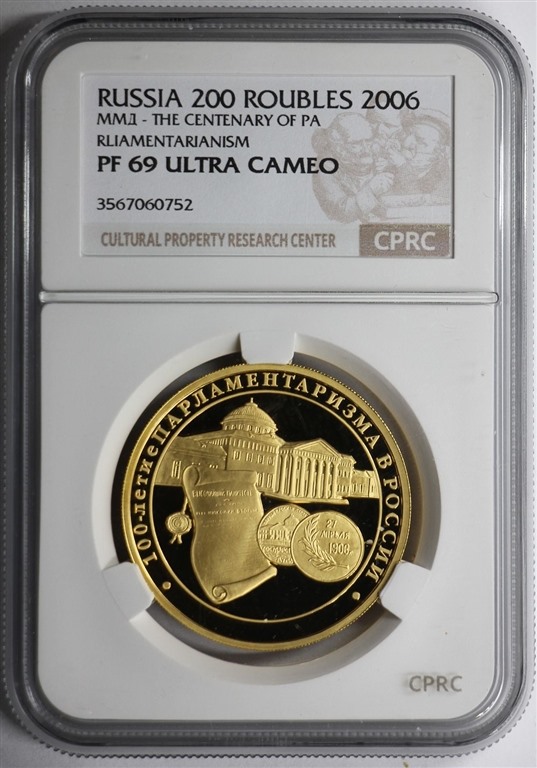 RUSSIA 200 ROUBLES 2006
ММД - THE CENTENARY OF PA
RLIAMENTARIANISM
PF 69 ULTRA CAMEO
3567060752
CULTURAL PROPERTY RESEARCH CENTER
CPRC
• 100-летие ПАРЛАМЕНТАРИЗМА В РОССИИ •
27
АПРЕЛЯ
1906
CPRC